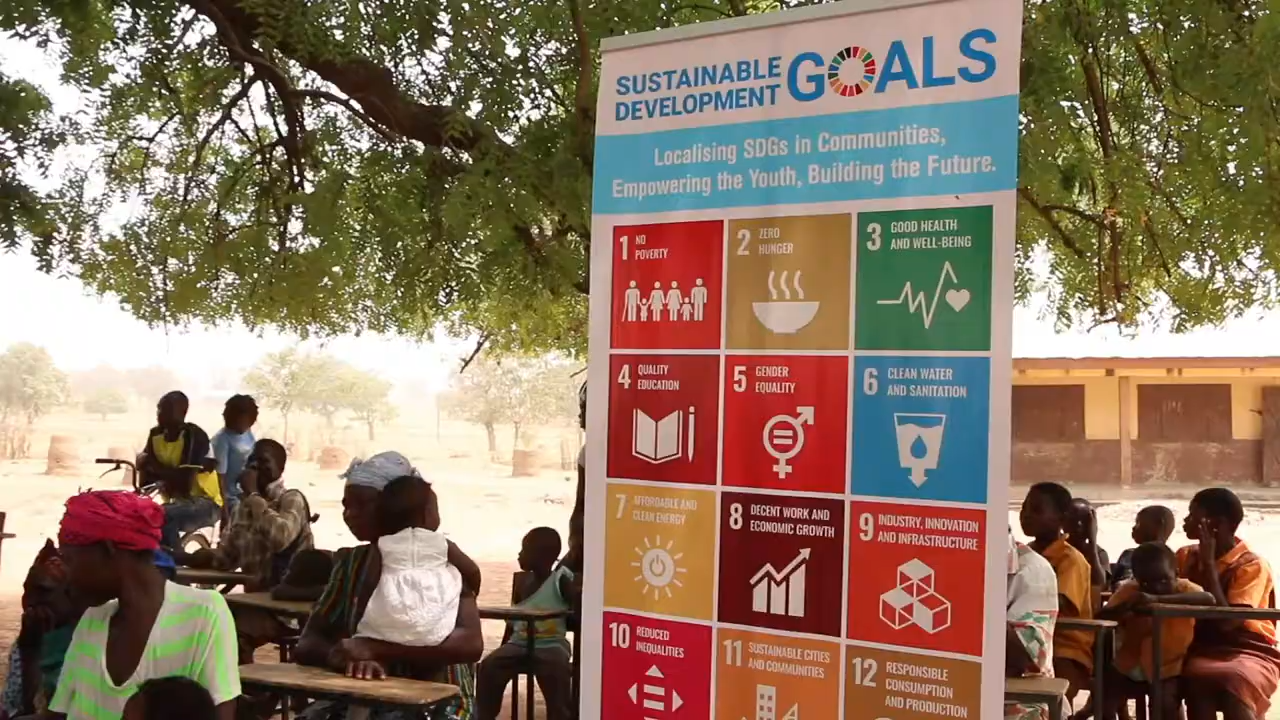 SUSTAINABLE DEVELOPMENT GOALS
Localising SDGs in Communities,
Empowering the Youth, Building the Future.
1 NO
POVERTY
2 ZERO
HUNGER
3 GOOD HEALTH
AND WELL-BEING
4 QUALITY
EDUCATION
5 GENDER
EQUALITY
6 CLEAN WATER
AND SANITATION
7 AFFORDABLE AND
CLEAN ENERGY
8 DECENT WORK AND
ECONOMIC GROWTH
9 INDUSTRY, INNOVATION
AND INFRASTRUCTURE
10 REDUCED
INEQUALITIES
11 SUSTAINABLE CITIES
AND COMMUNITIES
12 RESPONSIBLE
CONSUMPTION
AND PRODUCTION